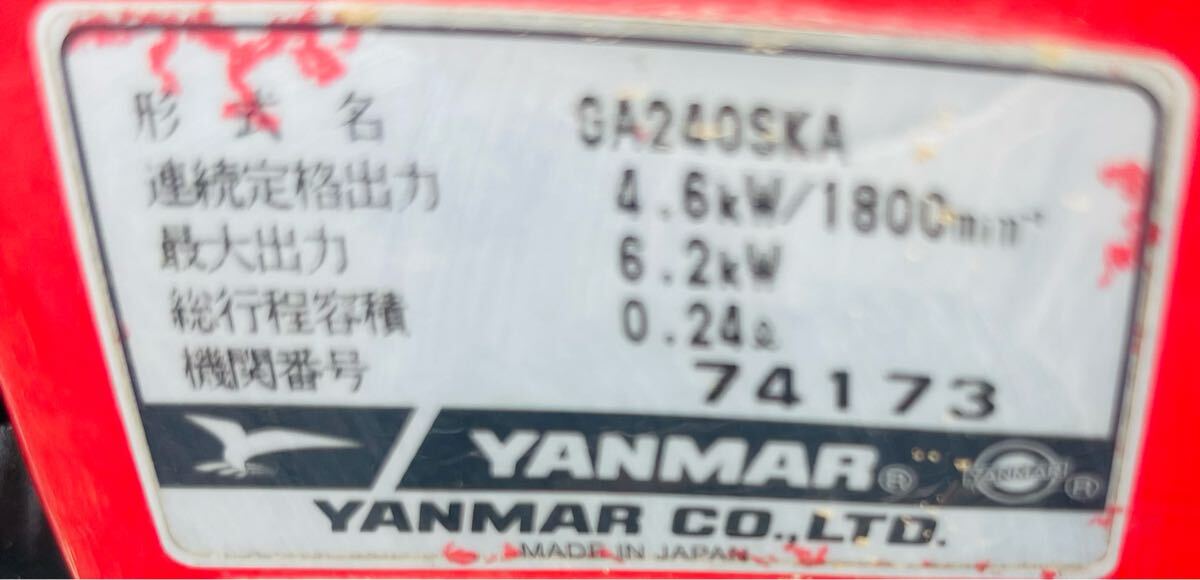 形式名 GA240SKA
連続定格出力 4.6kW/1800min⁻¹
最大出力 6.2kW
総行程容積 0.24ℓ
機関番号 74173
YANMAR® YANMAR ®
YANMAR CO.,LTD.
MADE IN JAPAN